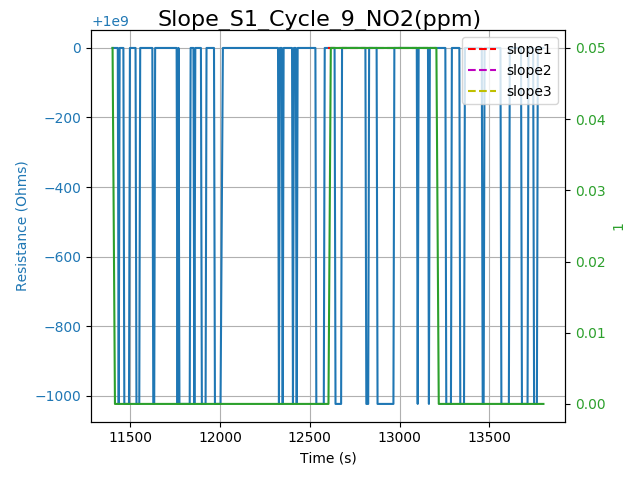 Slope_S1_Cycle_9_NO2(ppm)
+1e9
0
−200
−400
−600
−800
−1000
Resistance (Ohms)
slope1
slope2
slope3
0.05
0.04
0.03
0.02
0.01
0.00
1
11500 12000 12500 13000 13500
Time (s)